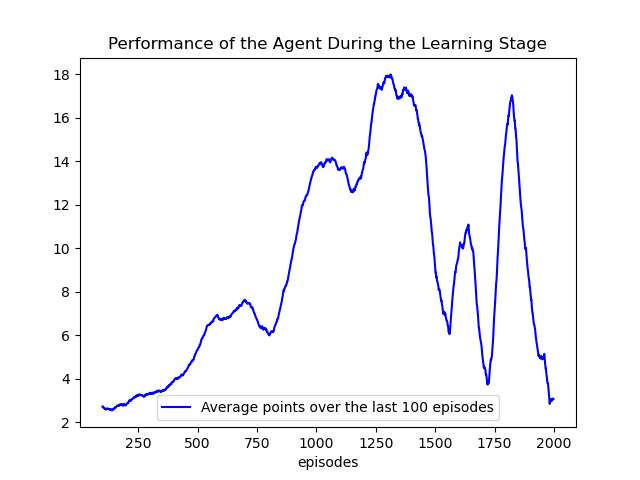 Performance of the Agent During the Learning Stage
18
16
14
12
10
8
6
4
2
Average points over the last 100 episodes
250 500 750 1000 1250 1500 1750 2000
episodes